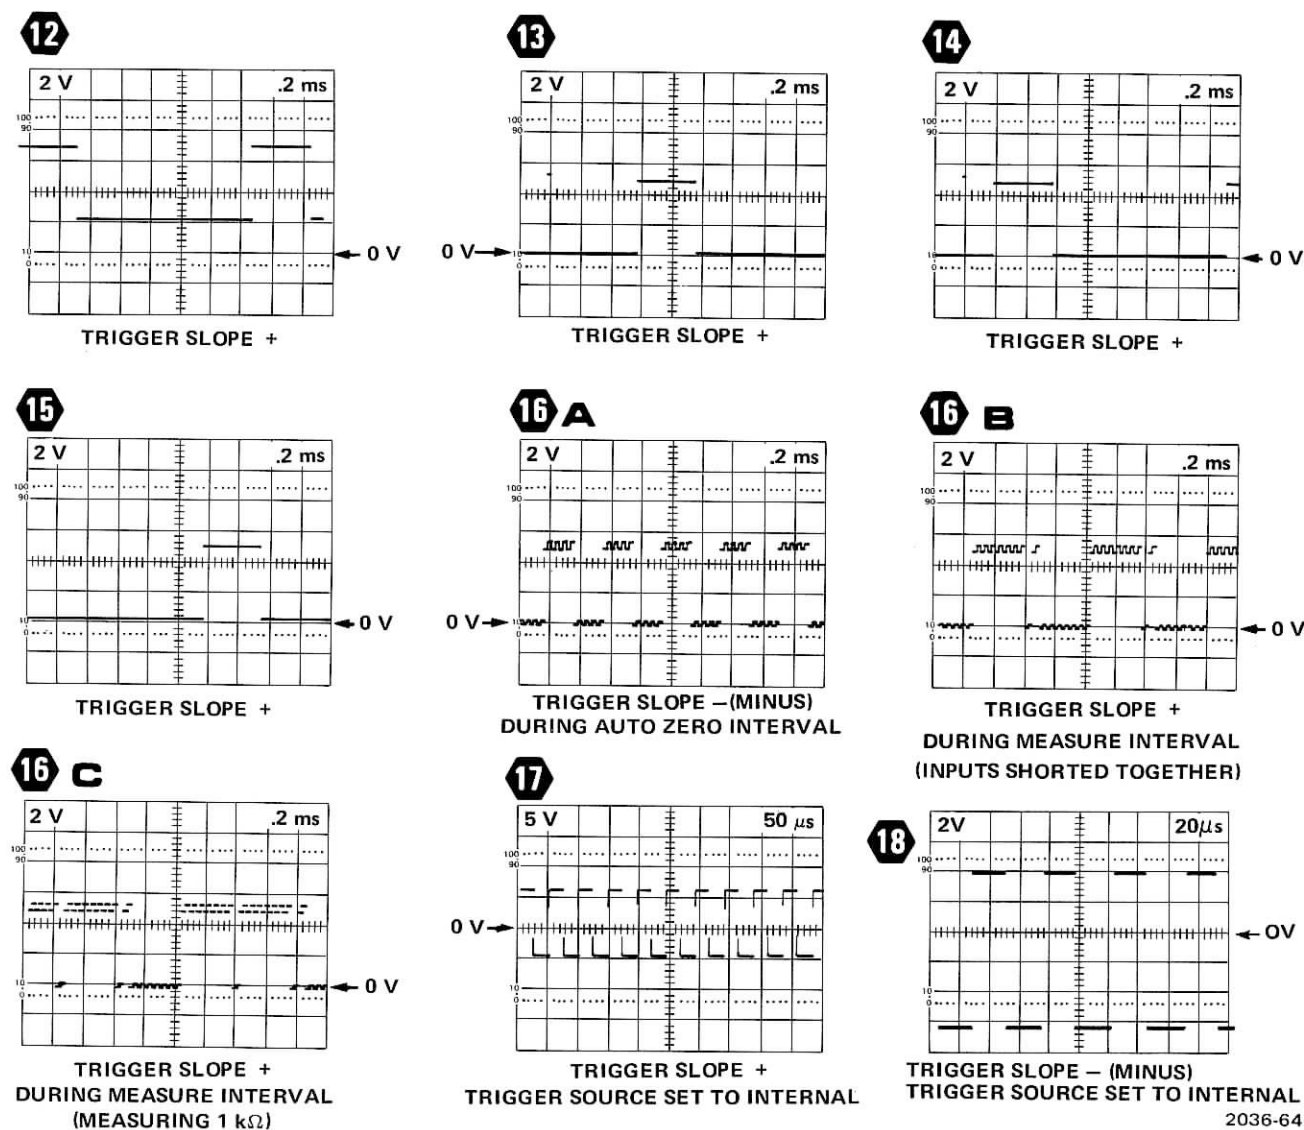 12
2 V .2 ms
100
90
10
0
0 V
TRIGGER SLOPE +
13
2 V .2 ms
100
90
10
0
0 V
TRIGGER SLOPE +
14
2 V .2 ms
100
90
10
0
0 V
TRIGGER SLOPE +
15
2 V .2 ms
100
90
10
0
0 V
TRIGGER SLOPE +
16 A
2 V .2 ms
100
90
10
0
0 V
TRIGGER SLOPE –(MINUS)
DURING AUTO ZERO INTERVAL
16 B
2 V .2 ms
100
90
10
0
0 V
TRIGGER SLOPE +
DURING MEASURE INTERVAL
(INPUTS SHORTED TOGETHER)
16 C
2 V .2 ms
100
90
10
0
0 V
TRIGGER SLOPE +
DURING MEASURE INTERVAL
(MEASURING 1 kΩ)
17
5 V 50 μs
100
90
0 V
10
0
TRIGGER SLOPE +
TRIGGER SOURCE SET TO INTERNAL
18
2V 20μs
100
90
0V
10
0
TRIGGER SLOPE – (MINUS)
TRIGGER SOURCE SET TO INTERNAL
2036-64